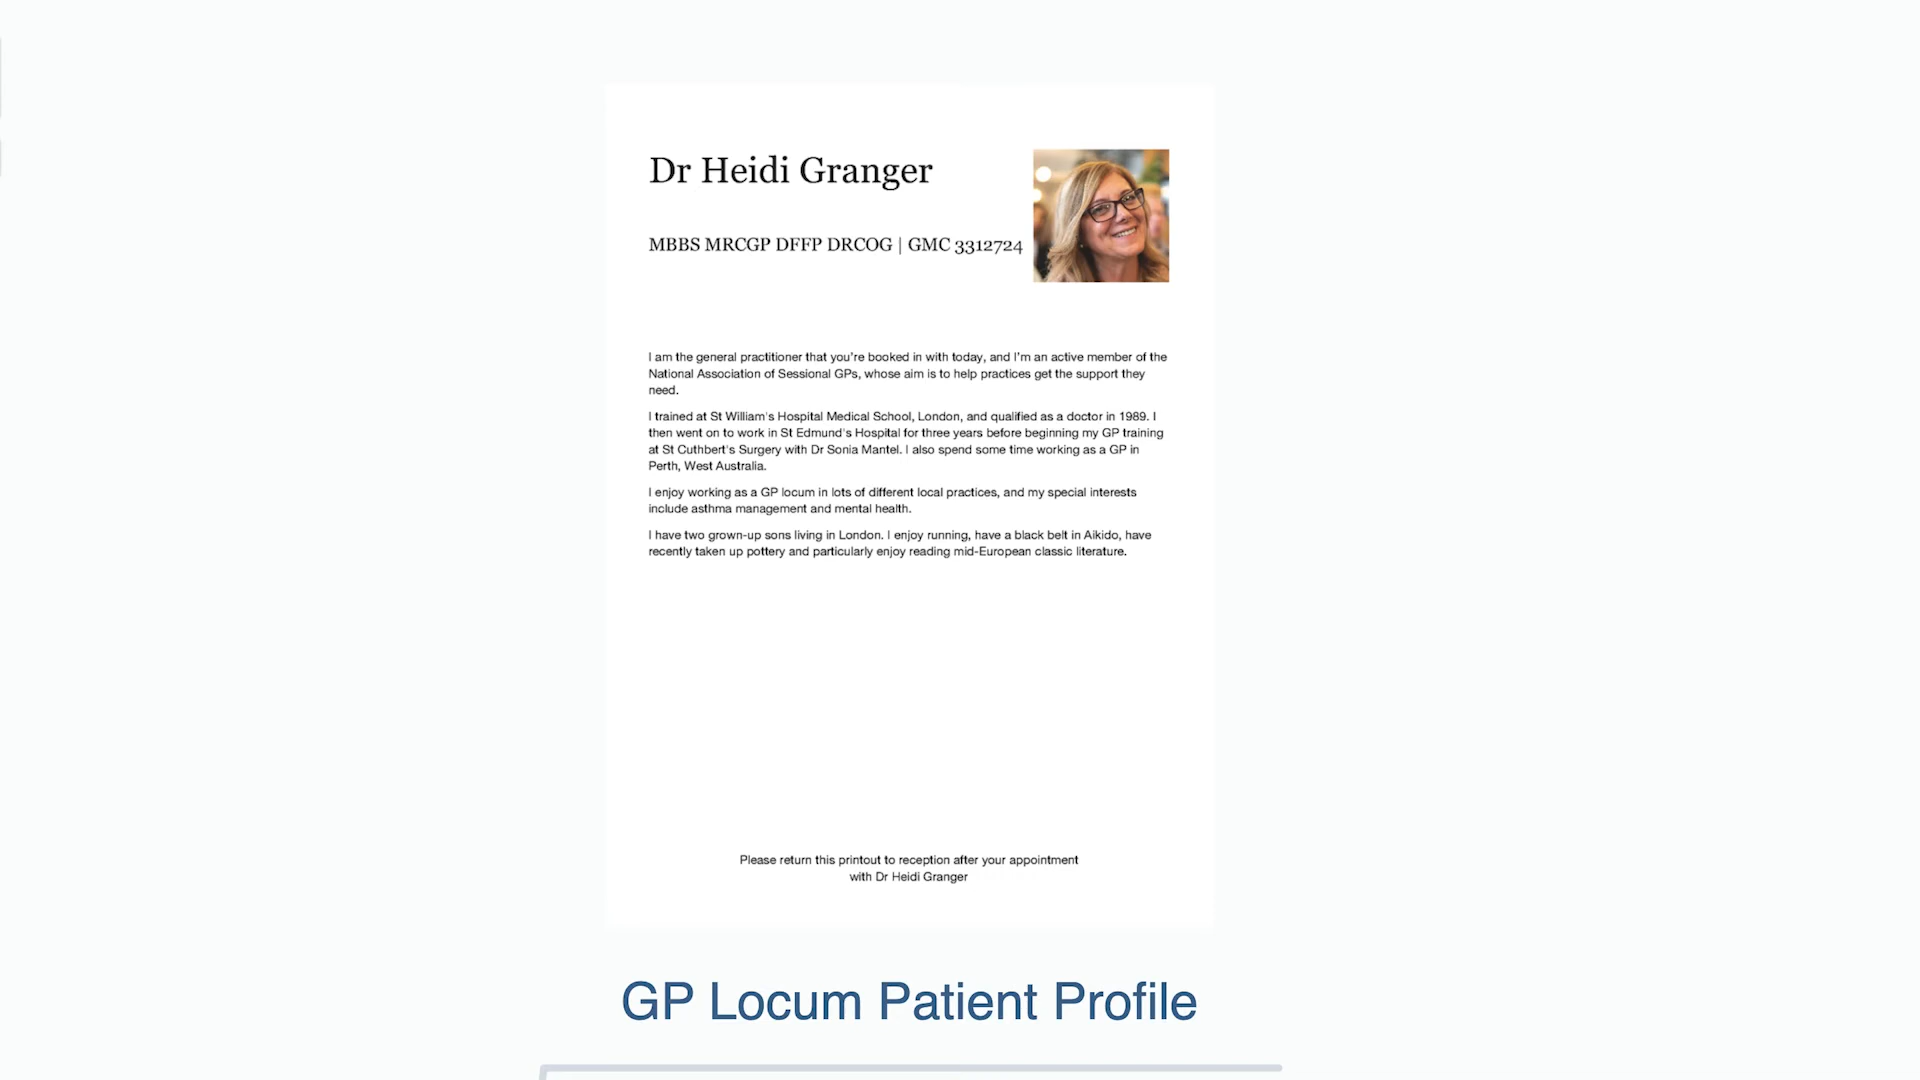 Dr Heidi Granger
MBBS MRCGP DFFP DRCOG | GMC 3312724
I am the general practitioner that you're booked in with today, and I'm an active member of the
National Association of Sessional GPs, whose aim is to help practices get the support they
need.
I trained at St William's Hospital Medical School, London, and qualified as a doctor in 1989. I
then went on to work in St Edmund's Hospital for three years before beginning my GP training
at St Cuthbert's Surgery with Dr Sonia Mantel. I also spend some time working as a GP in
Perth, West Australia.
I enjoy working as a GP locum in lots of different local practices, and my special interests
include asthma management and mental health.
I have two grown-up sons living in London. I enjoy running, have a black belt in Aikido, have
recently taken up pottery and particularly enjoy reading mid-European classic literature.
Please return this printout to reception after your appointment
with Dr Heidi Granger
GP Locum Patient Profile